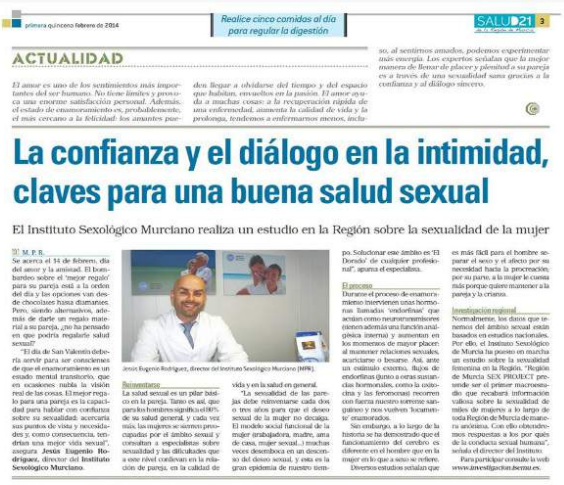 primera quincena febrero de 2014
Realice cinco comidas al día
para regular la digestión
SALUD21
de la Región de Murcia
3
ACTUALIDAD
El amor es uno de los sentimientos más impor-
tantes del ser humano. No tiene límites y provo-
ca una enorme satisfacción personal. Además,
el estado de enamoramiento es, probablemente,
el más cercano a la felicidad: los amantes pue-
den llegar a olvidarse del tiempo y del espacio
que habitan, envueltos en la pasión. El amor ayu-
da a muchas cosas: a la recuperación rápida de
una enfermedad, aumenta la calidad de vida y la
prolonga, tendemos a enfermarnos menos, inclu-
so, al sentirnos amados, podemos experimentar
más energía. Los expertos señalan que la mejor
manera de llenar de placer y plenitud a su pareja
es a través de una sexualidad sana gracias a la
confianza y al diálogo sincero.
La confianza y el diálogo en la intimidad,
claves para una buena salud sexual
El Instituto Sexológico Murciano realiza un estudio en la Región sobre la sexualidad de la mujer
M. P. B.
Se acerca el 14 de febrero, día
del amor y la amistad. El bom-
bardeo sobre el 'mejor regalo'
para su pareja está a la orden
del día y las opciones van des-
de chocolates hasta diamantes.
Pero, siendo alternativos, ade-
más de darle un regalo mate-
rial a su pareja, ¿no ha pensado
en que podría regalarle salud
sexual?
"El día de San Valentín debe-
ría servir para ser conscientes
de que el enamoramiento es un
estado mental transitorio, que
en ocasiones nubla la visión
real de las cosas. El mejor rega-
lo para una pareja es la capaci-
dad para hablar con confianza
sobre su sexualidad: acercarla
sus puntos de vista y necesida-
des y, como consecuencia, ten-
drían una mejor vida sexual",
asegura Jesús Eugenio Ro-
dríguez, director del Instituto
Sexológico Murciano.
Jesús Eugenio Rodríguez, director del Instituto Sexológico Murciano (MPB).
Reinventarse
La salud sexual es un pilar bási-
co en la pareja. Tanto es así, que
para los hombres significa el 80%
de su salud general, y cada vez
más, las mujeres se sienten preo-
cupadas por el ámbito sexual y
consultan dispuestas a mejorar su
sexualidad y las dificultades que
a este nivel conllevan en la rela-
ción de pareja, en la calidad de
vida y en la salud en general.
"La sexualidad de las pare-
jas debe reinventarse cada dos
o tres años para que el deseo
sexual de la mujer no decaiga.
El modelo social funcional de la
mujer (trabajadora, madre, ama
de casa, mujer sexual...) muchas
veces desemboca en un descen-
so del deseo sexual, y esta es la
gran epidemia de nuestro tiem-
po. Solucionar este ámbito es 'El
Dorado' de cualquier profesio-
nal", apunta el especialista.
El proceso
Durante el proceso de enamora-
miento intervienen unas hormo-
nas llamadas 'endorfinas' que
actúan como neurotransmisores
(tienen además una función anal-
gésica interna) y aumentan en
los momentos de mayor placer:
al mantener relaciones sexuales,
acariciarse o besarse. Así, ante
un estímulo externo, flujos de
endorfinas (junto a otras sustan-
cias hormonales, como la oxito-
cina y las feromonas) recorren
con fuerza nuestro torrente san-
guíneo y nos vuelven 'locamen-
te' enamorados.
Sin embargo, a lo largo de la
historia se ha demostrado que el
funcionamiento del cerebro es
diferente en el hombre que en la
mujer en lo que a sexo se refiere.
Diversos estudios señalan que
es más fácil para el hombre se-
parar el sexo y el afecto por su
necesidad hacia la procreación;
por su parte, a la mujer le cuesta
más porque quiere mantener a la
pareja y la crianza.
Investigación regional
Normalmente, los datos que te-
nemos del ámbito sexual están
basados en estudios nacionales.
Por ello, el Instituto Sexológico
de Murcia ha puesto en marcha
un estudio sobre la sexualidad
femenina en la Región. "Región
de Murcia SEX PROJECT pre-
tende ser el primer macroestu-
dio que recabará información
valiosa sobre la sexualidad de
miles de mujeres a lo largo de
toda Región de Murcia de mane-
ra anónima. Con ello obtendre-
mos respuestas a los por qués
de la conducta sexual humana",
señala el director del Instituto.
Para participar consulte la web
www.investigacion.isemu.es.